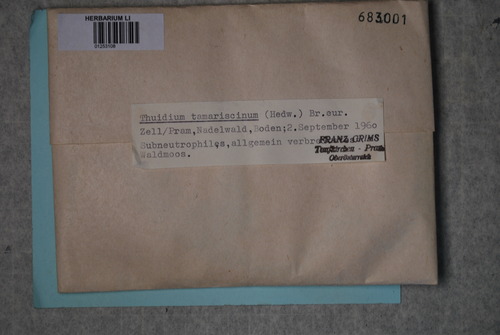 HERBARIUM LI
683001
Thuidium tamariscinum (Hedw.) Br.eur.
Zell/Pram,Nadelwald,Boden;2.September 1960
Subneutrophiles,allgemein
Waldmoos.
FRANZ GRIMS
Taufkirchen - Pram
Oberösterreich